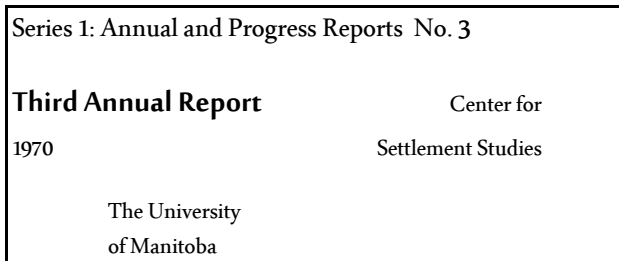 Series 1: Annual and Progress Reports No. 3
Third Annual Report Center for
1970 Settlement Studies
The University
of Manitoba